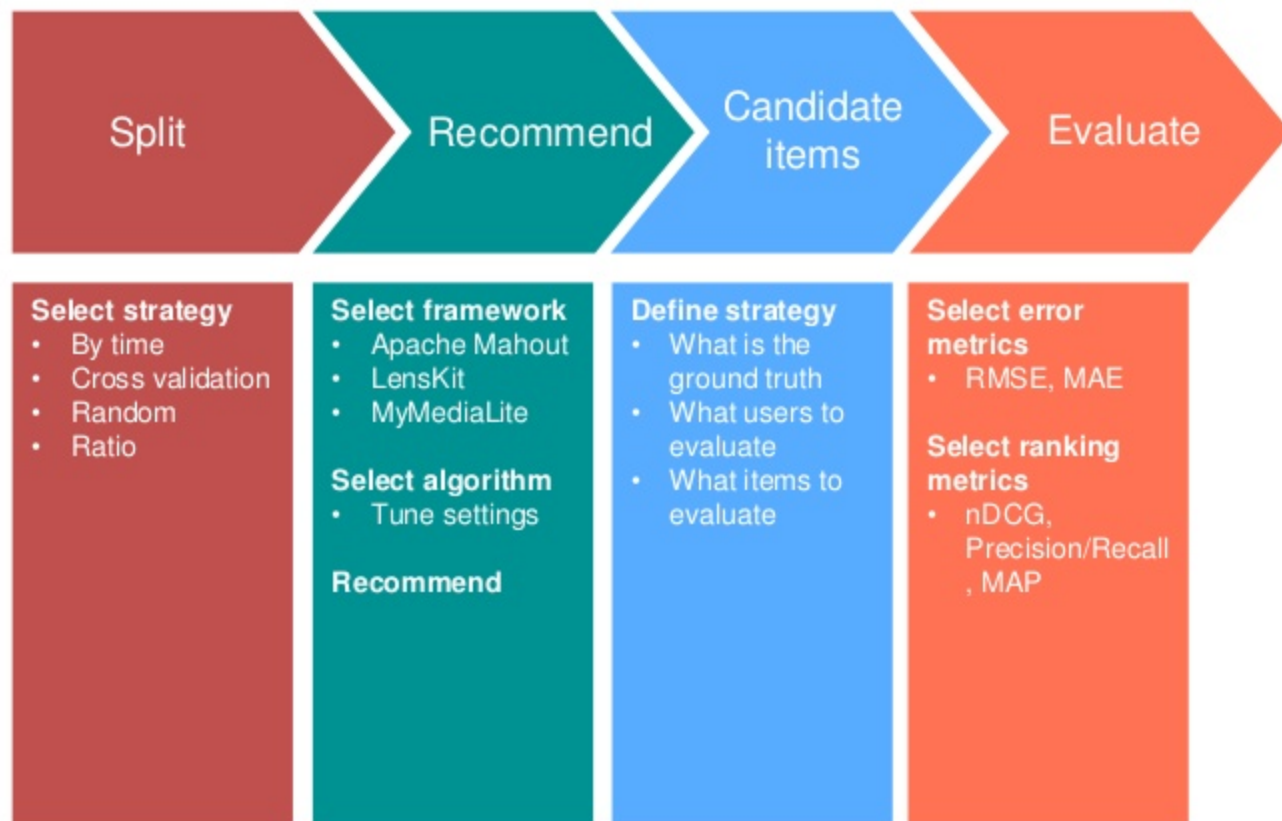 Split
Recommend
Candidate
items
Evaluate
Select strategy
• By time
• Cross validation
• Random
• Ratio
Select framework
• Apache Mahout
• LensKit
• MyMediaLite
Select algorithm
• Tune settings
Recommend
Define strategy
• What is the
ground truth
• What users to
evaluate
• What items to
evaluate
Select error
metrics
• RMSE, MAE
Select ranking
metrics
• nDCG,
Precision/Recall
, MAP